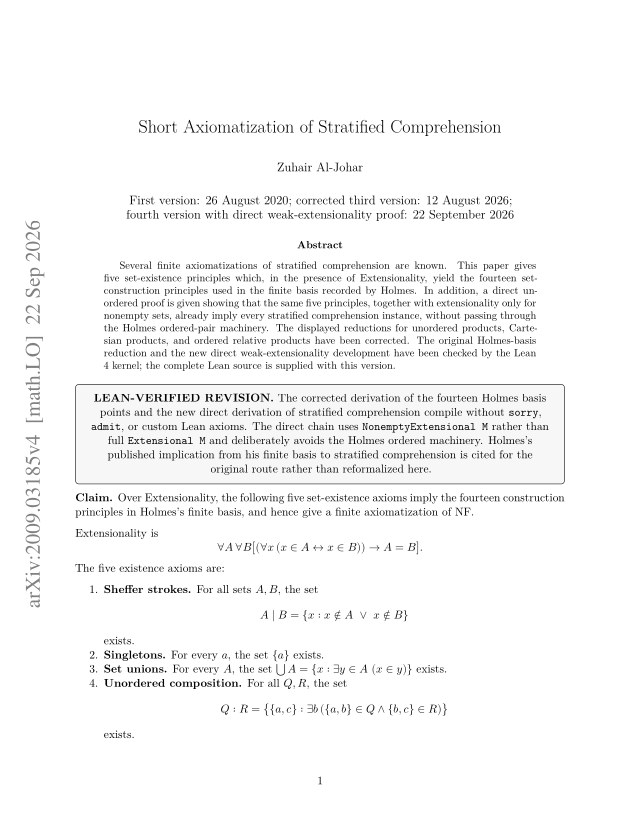 arXiv:2009.03185v4 [math.LO] 22 Sep 2026
Short Axiomatization of Stratified Comprehension
Zuhair Al-Johar
First version: 26 August 2020; corrected third version: 12 August 2026;
fourth version with direct weak-extensionality proof: 22 September 2026
Abstract
Several finite axiomatizations of stratified comprehension are known. This paper gives
five set-existence principles which, in the presence of Extensionality, yield the fourteen set-
construction principles used in the finite basis recorded by Holmes. In addition, a direct un-
ordered proof is given showing that the same five principles, together with extensionality only for
nonempty sets, already imply every stratified comprehension instance, without passing through
the Holmes ordered-pair machinery. The displayed reductions for unordered products, Carte-
sian products, and ordered relative products have been corrected. The original Holmes-basis
reduction and the new direct weak-extensionality development have been checked by the Lean
4 kernel; the complete Lean source is supplied with this version.
LEAN-VERIFIED REVISION. The corrected derivation of the fourteen Holmes basis
points and the new direct derivation of stratified comprehension compile without sorry,
admit, or custom Lean axioms. The direct chain uses NonemptyExtensional M rather than
full Extensional M and deliberately avoids the Holmes ordered machinery. Holmes's
published implication from his finite basis to stratified comprehension is cited for the
original route rather than reformalized here.
Claim. Over Extensionality, the following five set-existence axioms imply the fourteen construction
principles in Holmes's finite basis, and hence give a finite axiomatization of NF.
Extensionality is
∀A ∀B[(∀x (x ∈ A ↔ x ∈ B)) → A = B].
The five existence axioms are:
1. Sheffer strokes. For all sets A, B, the set
A | B = {x : x ∉ A ∨ x ∉ B}
exists.
2. Singletons. For every a, the set {a} exists.
3. Set unions. For every A, the set ⋃ A = {x : ∃y ∈ A (x ∈ y)} exists.
4. Unordered composition. For all Q, R, the set
Q : R = {{a, c} : ∃b ({a, b} ∈ Q ∧ {b, c} ∈ R)}
exists.
1